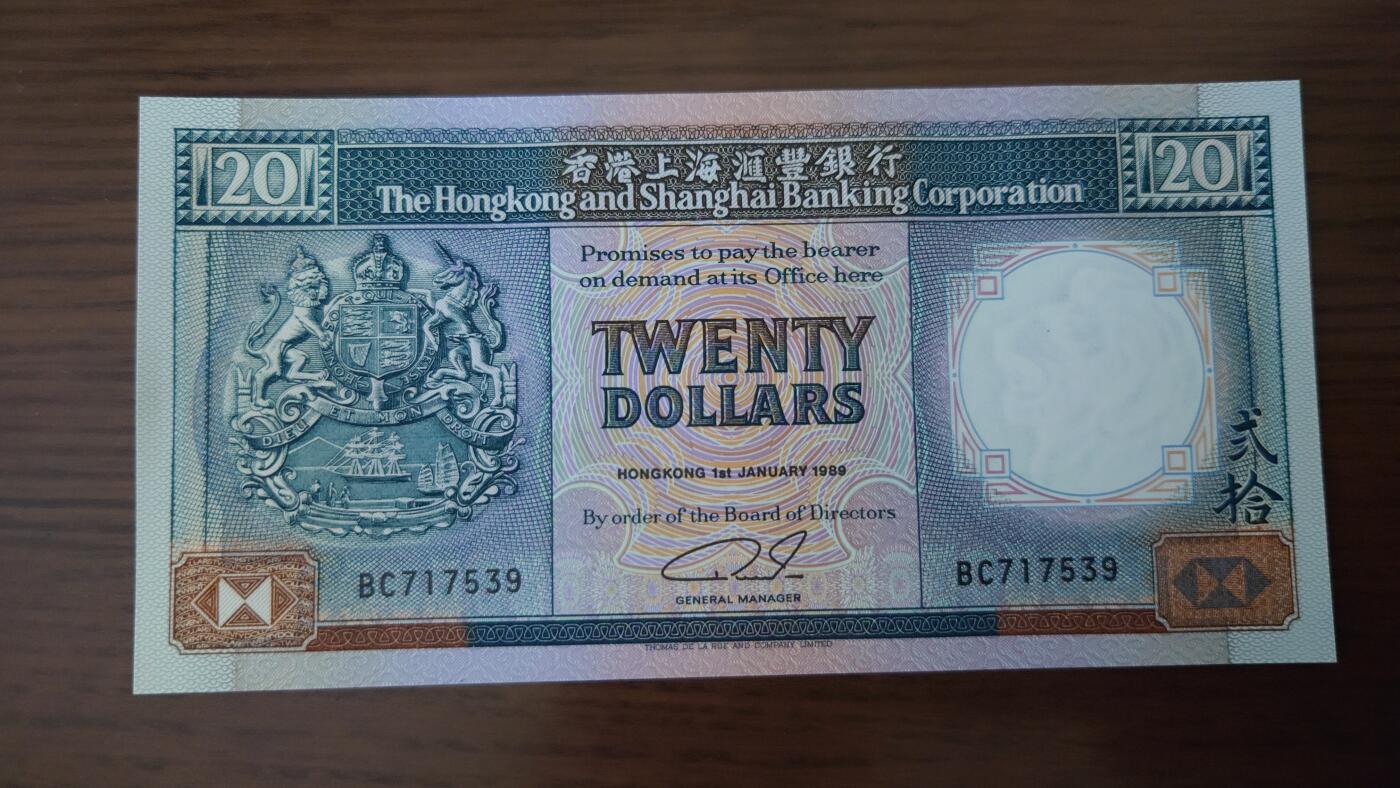 20
香港上海滙豐銀行
20
The Hongkong and Shanghai Banking Corporation
Promises to pay the bearer
on demand at its Office here
TWENTY
DOLLARS
DIEU ET MON DROIT
HONGKONG 1st JANUARY 1989
By order of the Board of Directors
GENERAL MANAGER
BC717539
BC717539
弍拾
THOMAS DE LA RUE AND COMPANY LIMITED